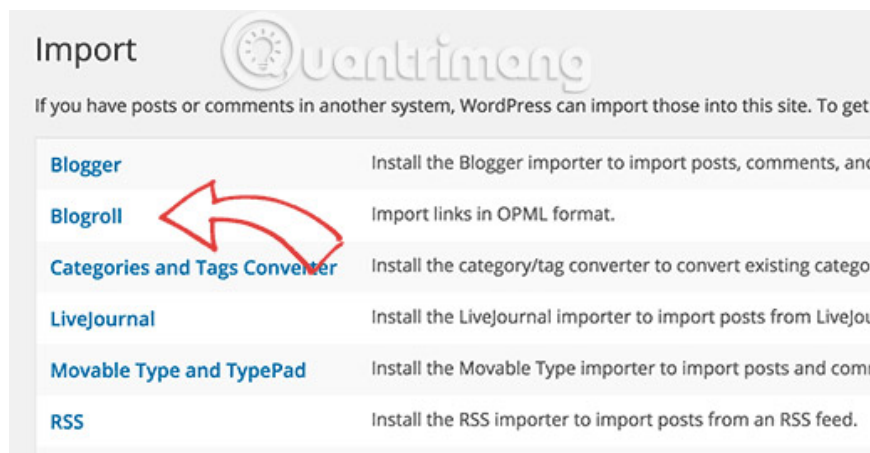 Import
Quantrimang
If you have posts or comments in another system, WordPress can import those into this site. To get
Blogger Install the Blogger importer to import posts, comments, and
Blogroll Import links in OPML format.
Categories and Tags Converter Install the category/tag converter to convert existing catego
LiveJournal Install the LiveJournal importer to import posts from LiveJou
Movable Type and TypePad Install the Movable Type importer to import posts and com
RSS Install the RSS importer to import posts from an RSS feed.